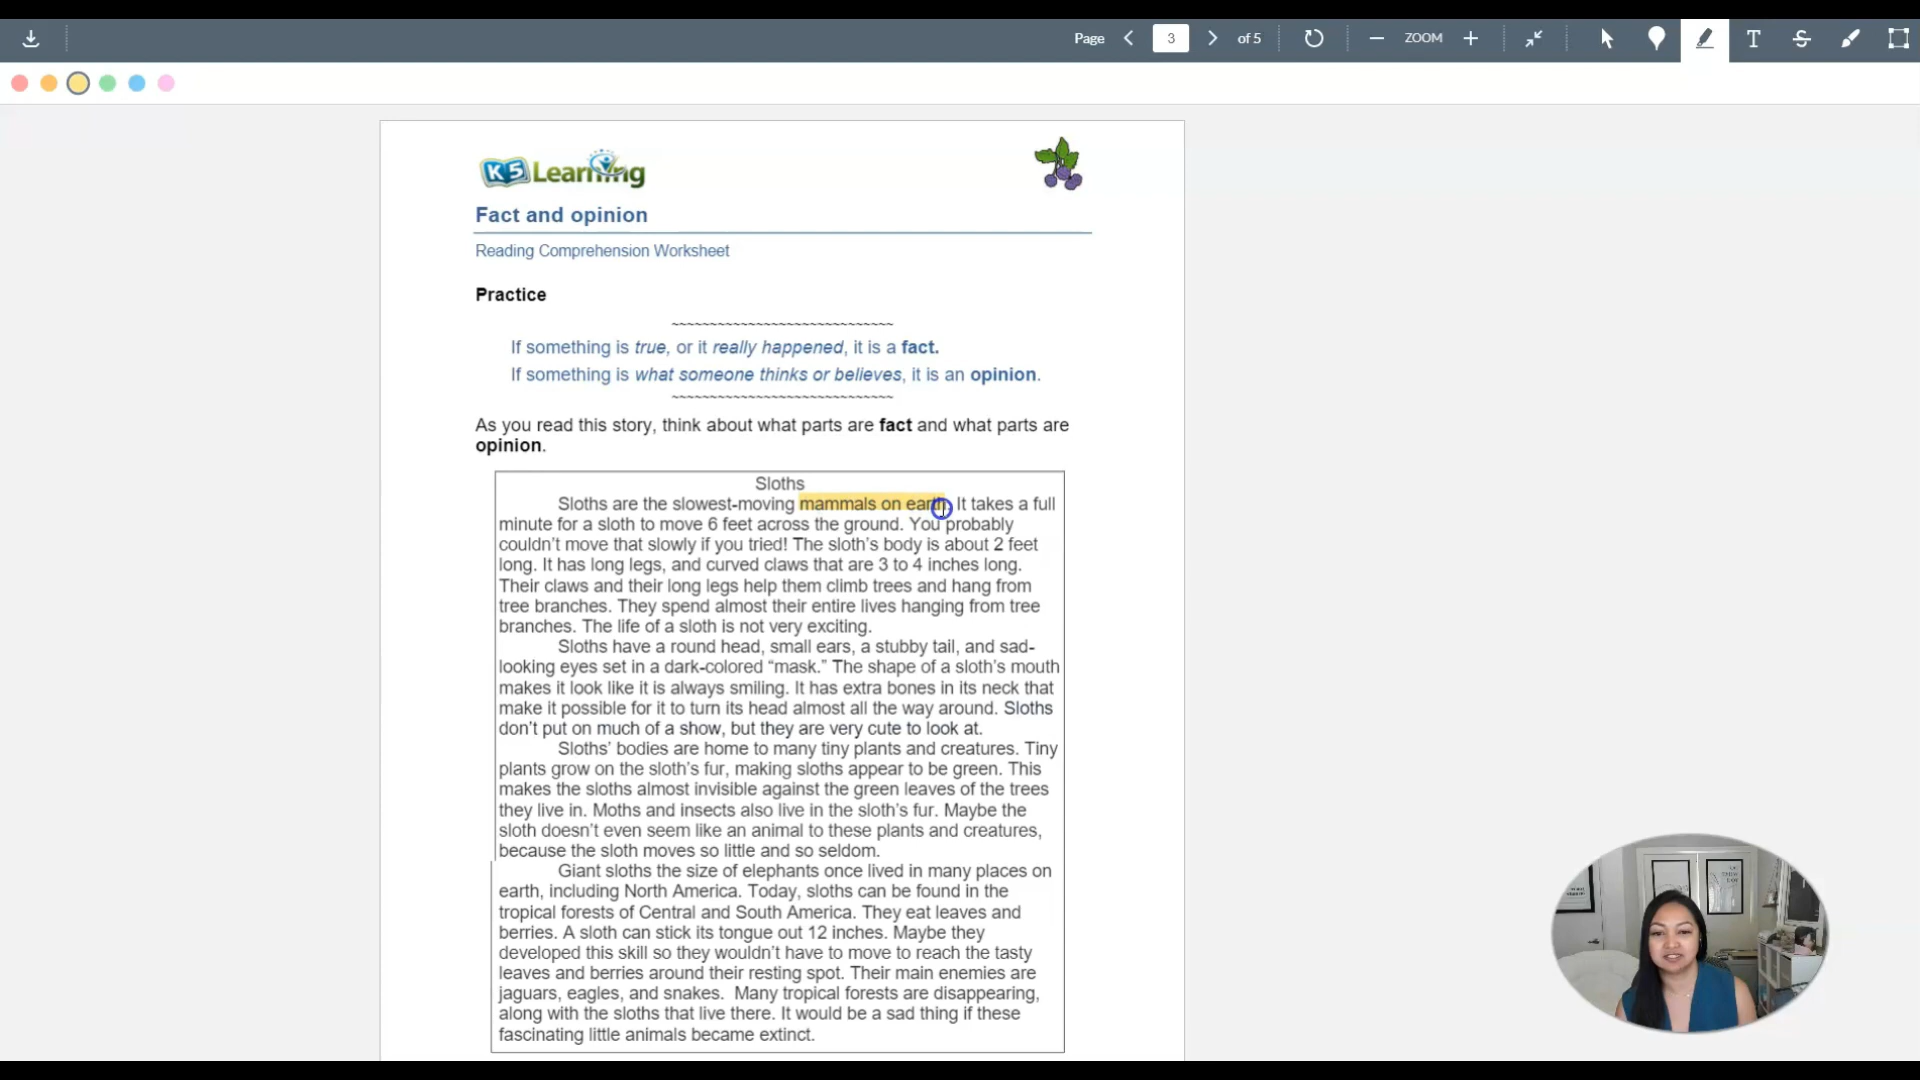 Page 3 of 5 ZOOM T S
K5 Learning
Fact and opinion
Reading Comprehension Worksheet
Practice
~~~~~~~~~~~~~~~~~~~~~~~~~~~~~
If something is true, or it really happened, it is a fact.
If something is what someone thinks or believes, it is an opinion.
~~~~~~~~~~~~~~~~~~~~~~~~~~~~~
As you read this story, think about what parts are fact and what parts are
opinion.
Sloths
Sloths are the slowest-moving mammals on earth. It takes a full
minute for a sloth to move 6 feet across the ground. You probably
couldn't move that slowly if you tried! The sloth's body is about 2 feet
long. It has long legs, and curved claws that are 3 to 4 inches long.
Their claws and their long legs help them climb trees and hang from
tree branches. They spend almost their entire lives hanging from tree
branches. The life of a sloth is not very exciting.
Sloths have a round head, small ears, a stubby tail, and sad-
looking eyes set in a dark-colored “mask.” The shape of a sloth's mouth
makes it look like it is always smiling. It has extra bones in its neck that
make it possible for it to turn its head almost all the way around. Sloths
don't put on much of a show, but they are very cute to look at.
Sloths' bodies are home to many tiny plants and creatures. Tiny
plants grow on the sloth's fur, making sloths appear to be green. This
makes the sloths almost invisible against the green leaves of the trees
they live in. Moths and insects also live in the sloth's fur. Maybe the
sloth doesn't even seem like an animal to these plants and creatures,
because the sloth moves so little and so seldom.
Giant sloths the size of elephants once lived in many places on
earth, including North America. Today, sloths can be found in the
tropical forests of Central and South America. They eat leaves and
berries. A sloth can stick its tongue out 12 inches. Maybe they
developed this skill so they wouldn't have to move to reach the tasty
leaves and berries around their resting spot. Their main enemies are
jaguars, eagles, and snakes.  Many tropical forests are disappearing,
along with the sloths that live there. It would be a sad thing if these
fascinating little animals became extinct.